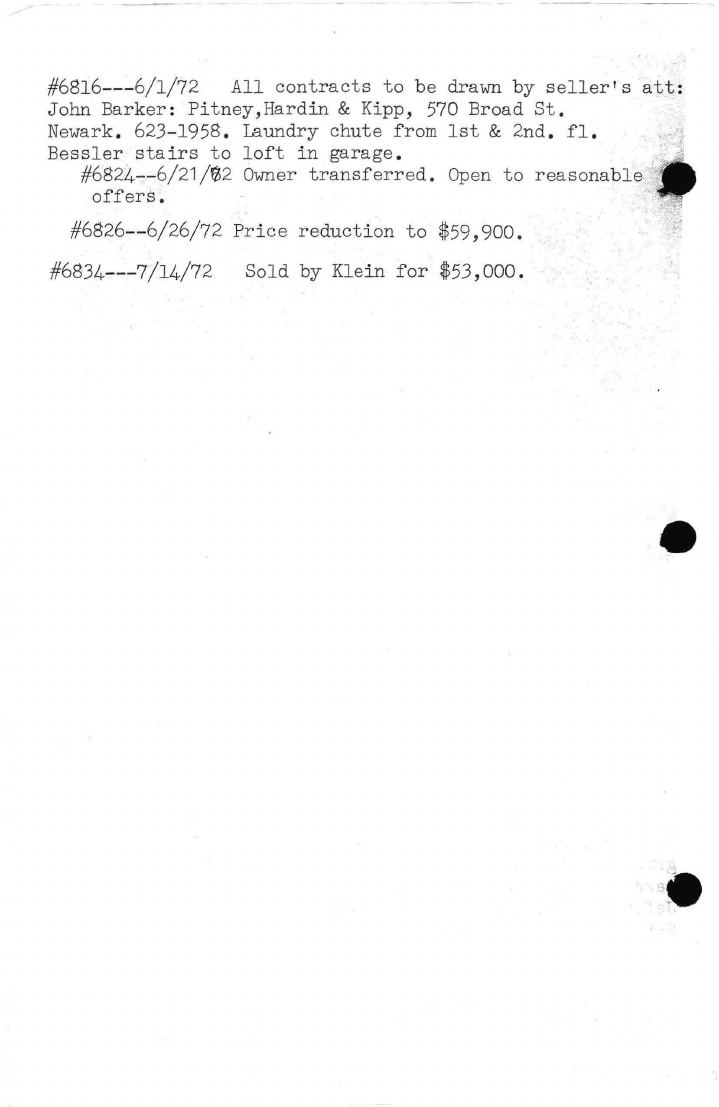 #6816---6/1/72   All contracts to be drawn by seller's att:
John Barker: Pitney,Hardin & Kipp, 570 Broad St.
Newark. 623-1958. Laundry chute from 1st & 2nd. fl.
Bessler stairs to loft in garage.
#6824--6/21/72 Owner transferred. Open to reasonable
offers.
#6826--6/26/72 Price reduction to $59,900.
#6834---7/14/72   Sold by Klein for $53,000.